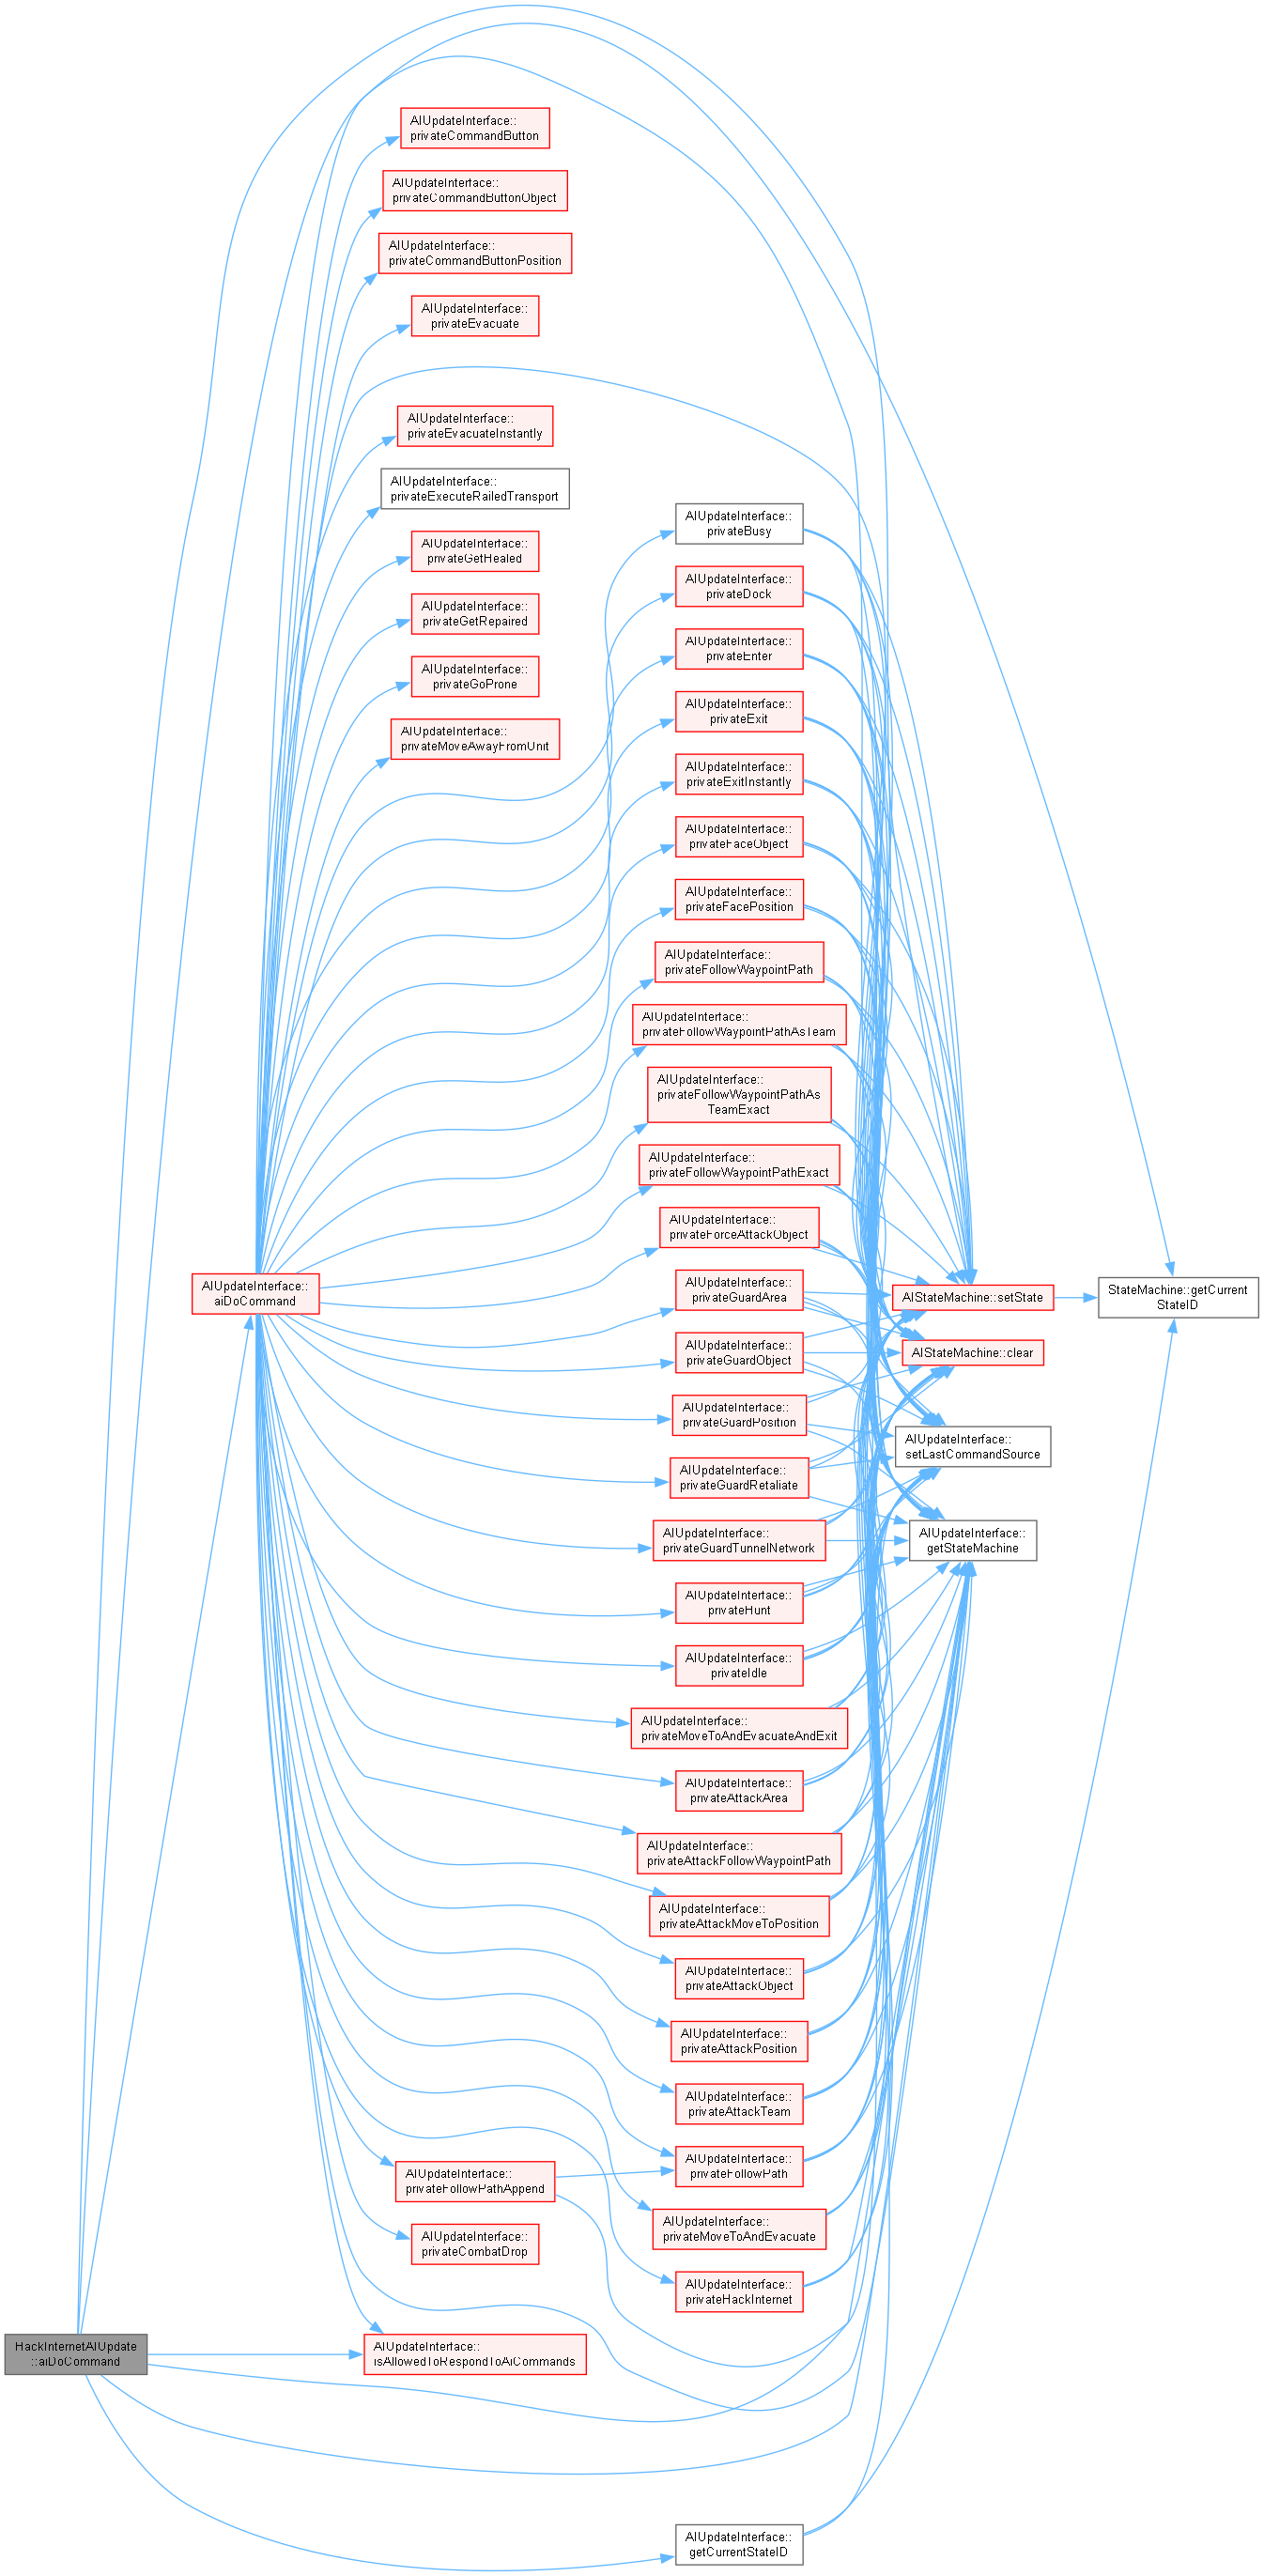 AIUpdateInterface::
privateCommandButton
AIUpdateInterface::
privateCommandButtonObject
AIUpdateInterface::
privateCommandButtonPosition
AIUpdateInterface::
privateEvacuate
AIUpdateInterface::
privateEvacuateInstantly
AIUpdateInterface::
privateExecuteRailedTransport
AIUpdateInterface::
privateGetHealed
AIUpdateInterface::
privateGetRepaired
AIUpdateInterface::
privateGoProne
AIUpdateInterface::
privateMoveAwayFromUnit
AIUpdateInterface::
privateBusy
AIUpdateInterface::
privateDock
AIUpdateInterface::
privateEnter
AIUpdateInterface::
privateExit
AIUpdateInterface::
privateExitInstantly
AIUpdateInterface::
privateFaceObject
AIUpdateInterface::
privateFacePosition
AIUpdateInterface::
privateFollowWaypointPath
AIUpdateInterface::
privateFollowWaypointPathAsTeam
AIUpdateInterface::
privateFollowWaypointPathAs
TeamExact
AIUpdateInterface::
privateFollowWaypointPathExact
AIUpdateInterface::
privateForceAttackObject
AIUpdateInterface::
aiDoCommand
AIUpdateInterface::
privateGuardArea
AIStateMachine::setState
StateMachine::getCurrent
StateID
AIUpdateInterface::
privateGuardObject
AIStateMachine::clear
AIUpdateInterface::
privateGuardPosition
AIUpdateInterface::
setLastCommandSource
AIUpdateInterface::
privateGuardRetaliate
AIUpdateInterface::
privateGuardTunnelNetwork
AIUpdateInterface::
getStateMachine
AIUpdateInterface::
privateHunt
AIUpdateInterface::
privateIdle
AIUpdateInterface::
privateMoveToAndEvacuateAndExit
AIUpdateInterface::
privateAttackArea
AIUpdateInterface::
privateAttackFollowWaypointPath
AIUpdateInterface::
privateAttackMoveToPosition
AIUpdateInterface::
privateAttackObject
AIUpdateInterface::
privateAttackPosition
AIUpdateInterface::
privateAttackTeam
AIUpdateInterface::
privateFollowPath
AIUpdateInterface::
privateFollowPathAppend
AIUpdateInterface::
privateMoveToAndEvacuate
AIUpdateInterface::
privateCombatDrop
AIUpdateInterface::
privateHackInternet
HackInternetAIUpdate
::aiDoCommand
AIUpdateInterface::
isAllowedToRespondToAiCommands
AIUpdateInterface::
getCurrentStateID